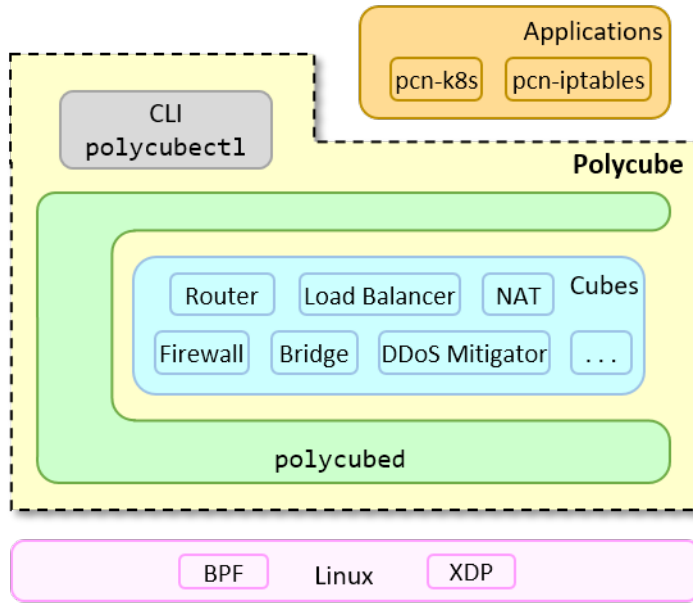 Applications
pcn-k8s pcn-iptables
CLI
polycubectl
Polycube
Router Load Balancer NAT Cubes
Firewall Bridge DDoS Mitigator ...
polycubed
BPF Linux XDP